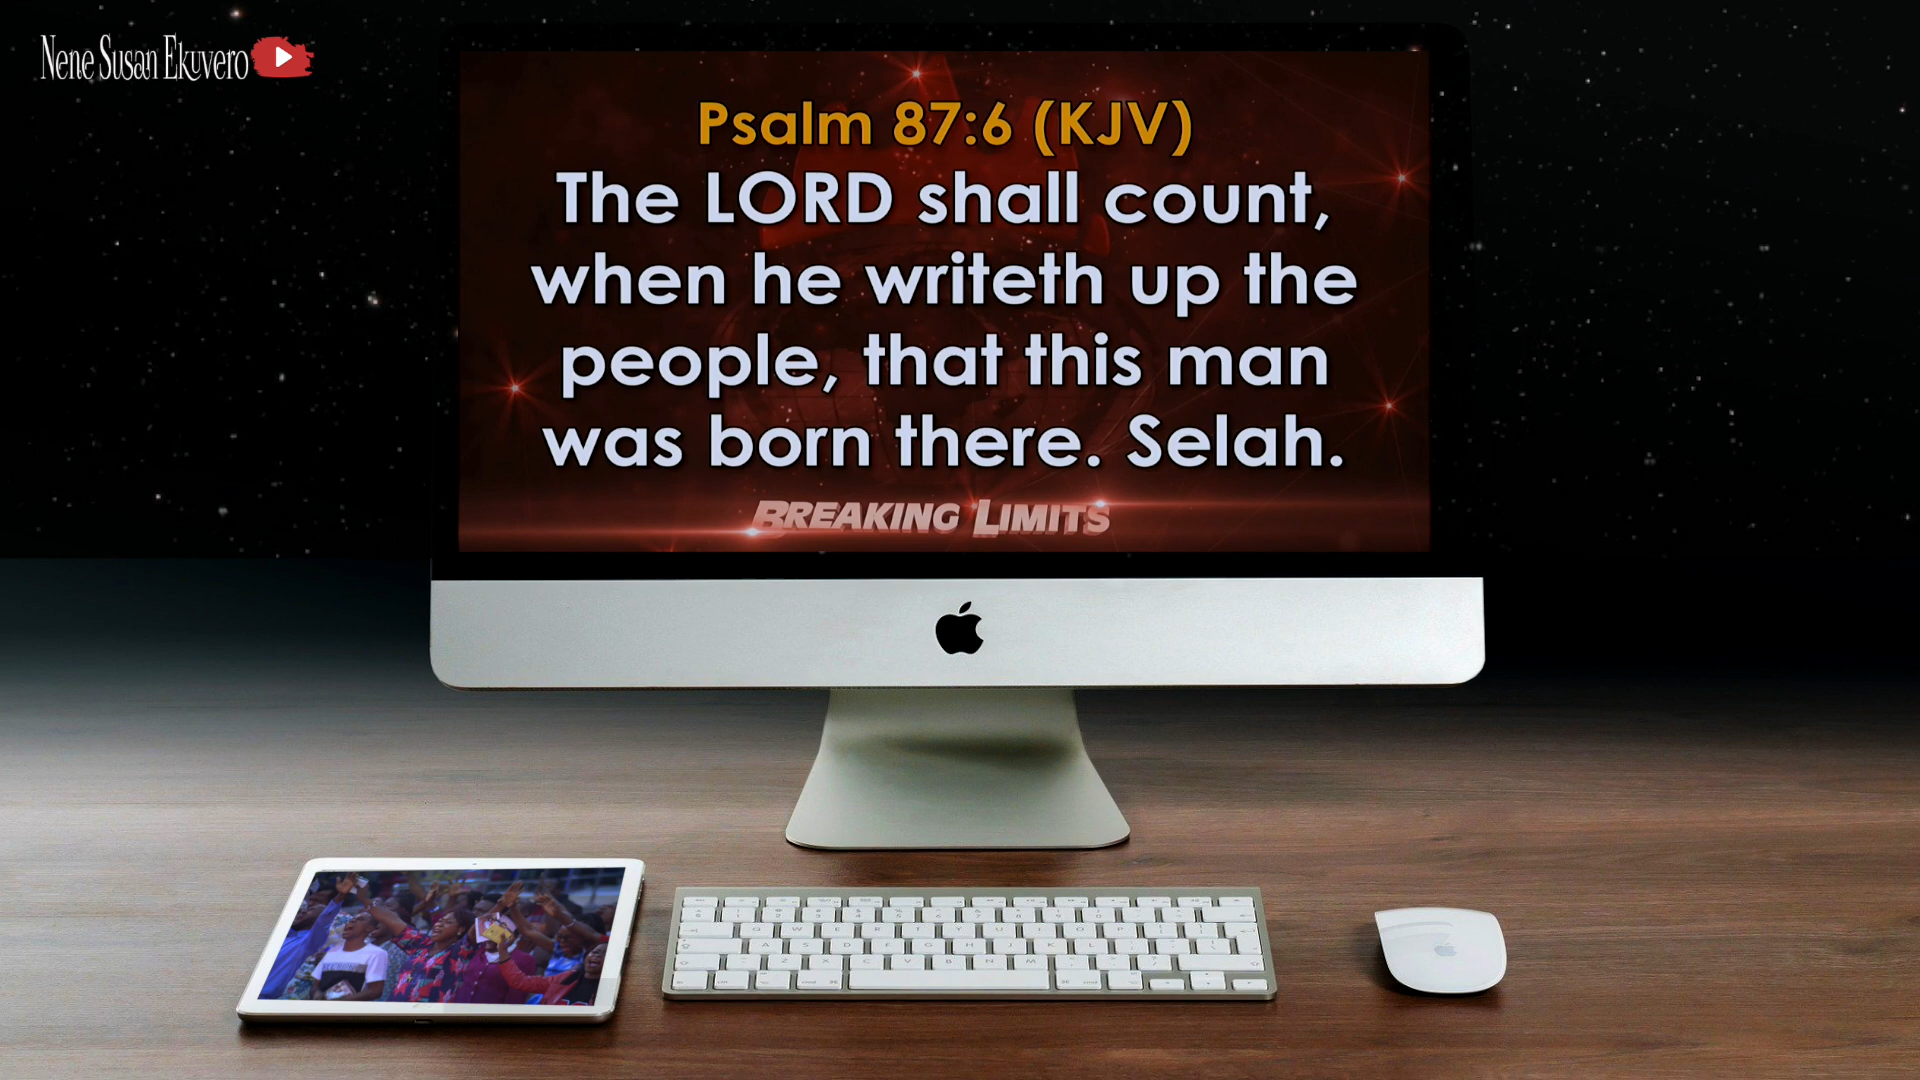 Nene Susan Ekuvero
Psalm 87:6 (KJV)
The LORD shall count,
when he writeth up the
people, that this man
was born there. Selah.
BREAKING LIMITS